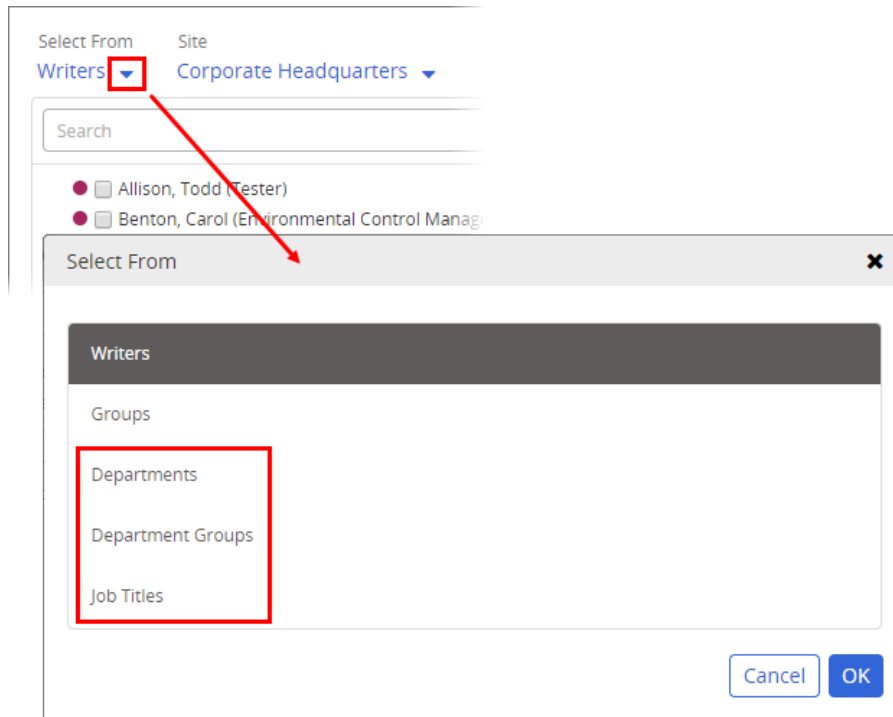 Select From Site
Writers Corporate Headquarters
Search
Allison, Todd (Tester)
Benton, Carol (Environmental Control Manag
Select From
Writers
Groups
Departments
Department Groups
Job Titles
Cancel OK